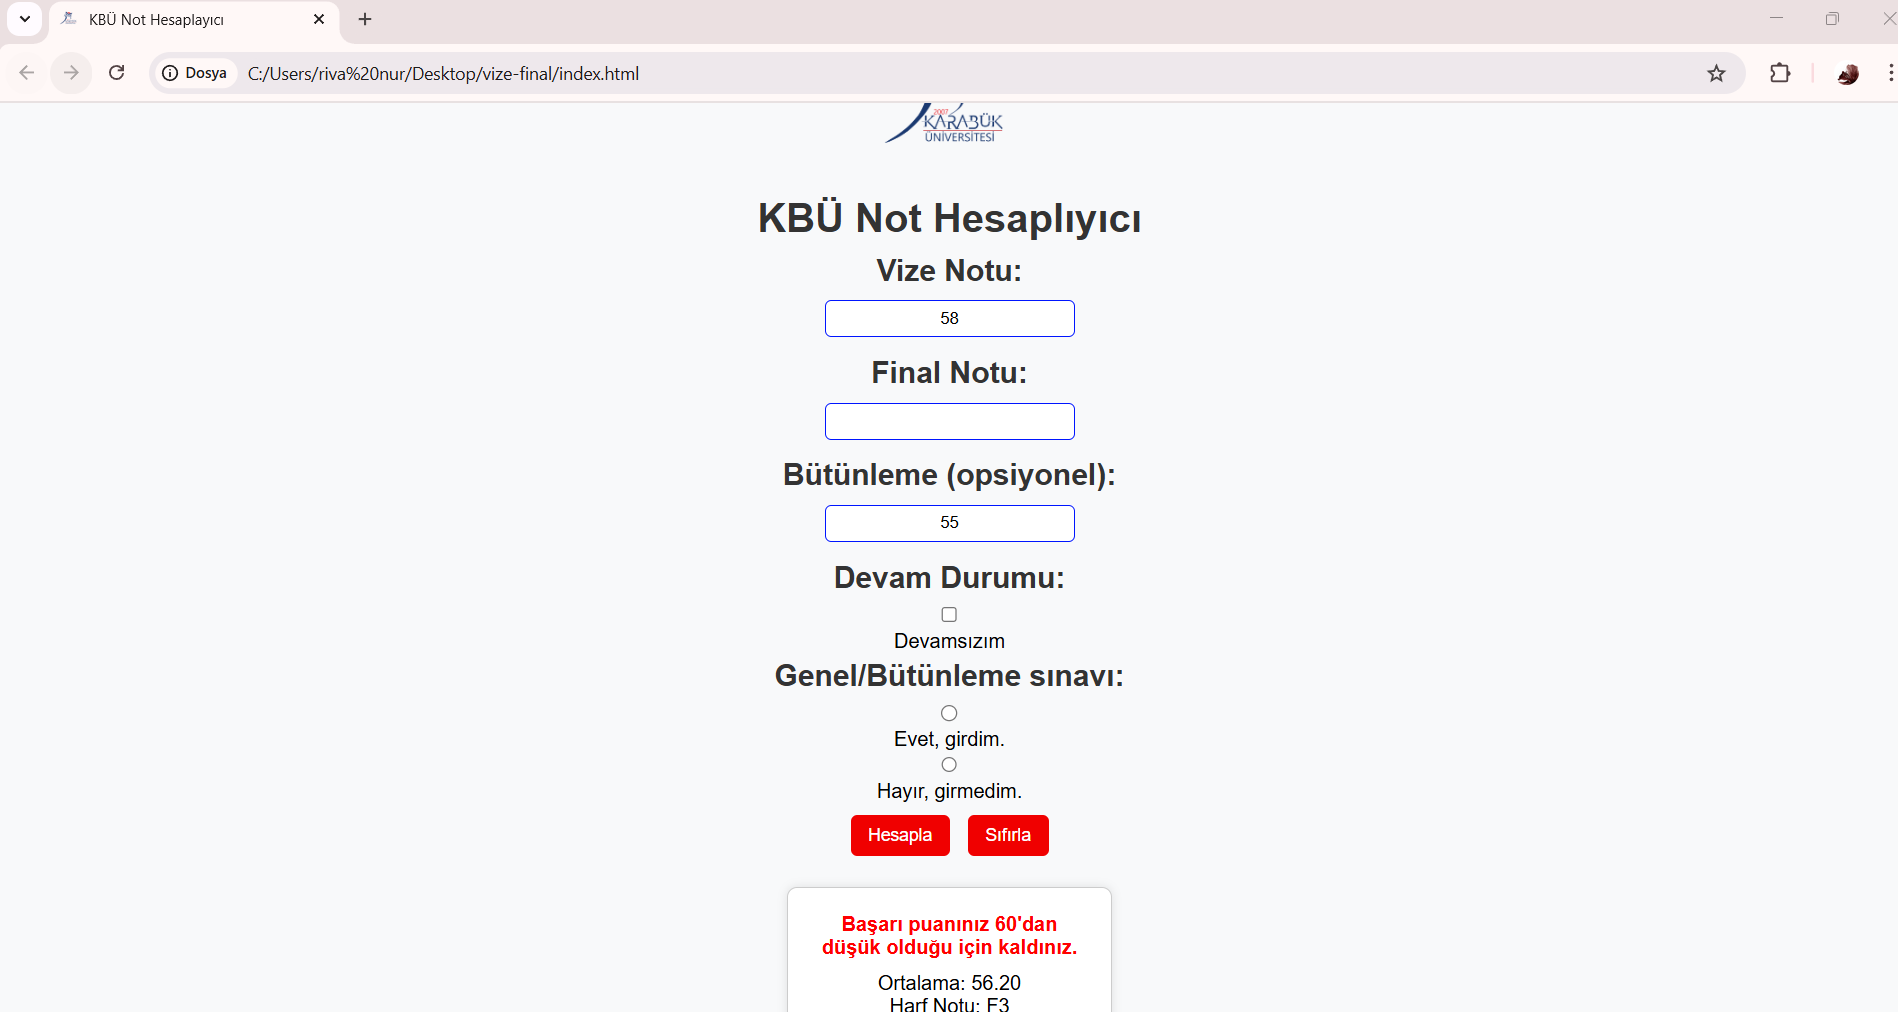 KBÜ Not Hesaplayıcı
Dosya
C:/Users/riva%20nur/Desktop/vize-final/index.html
2007
KARABÜK
ÜNİVERSİTESİ
KBÜ Not Hesaplıyıcı
Vize Notu:
58
Final Notu:
Bütünleme (opsiyonel):
55
Devam Durumu:
Devamsızım
Genel/Bütünleme sınavı:
Evet, girdim.
Hayır, girmedim.
Hesapla
Sıfırla
Başarı puanınız 60'dan
düşük olduğu için kaldınız.
Ortalama: 56.20
Harf Notu: F3